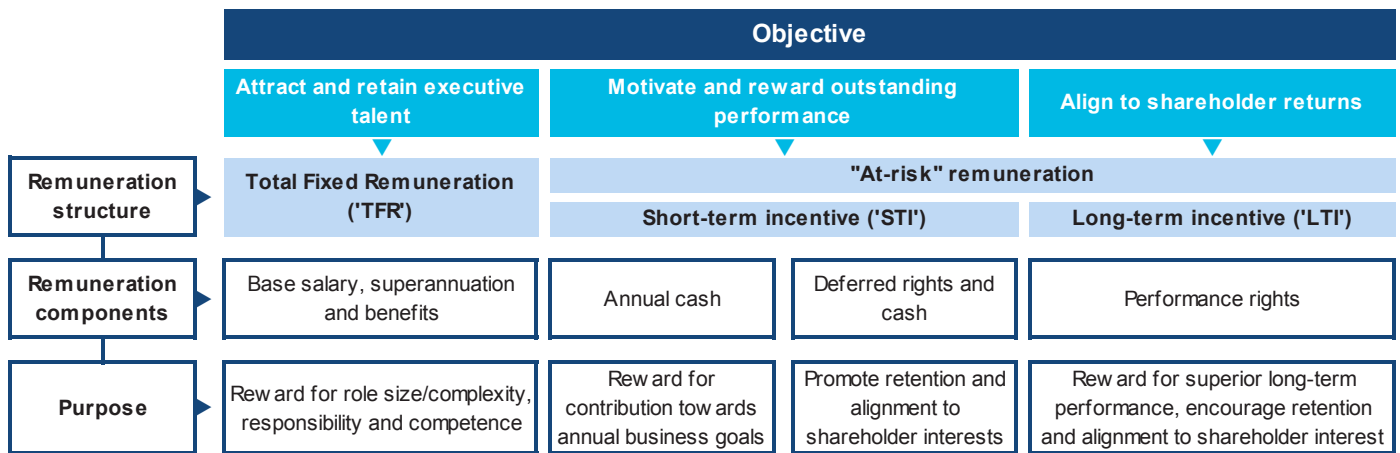 Objective
Attract and retain executive
talent
Motivate and reward outstanding
performance
Align to shareholder returns
Remuneration
structure
Total Fixed Remuneration
('TFR')
"At-risk" remuneration
Short-term incentive ('STI')
Long-term incentive ('LTI')
Remuneration
components
Base salary, superannuation
and benefits
Annual cash
Deferred rights and
cash
Performance rights
Purpose
Reward for role size/complexity,
responsibility and competence
Reward for
contribution towards
annual business goals
Promote retention and
alignment to
shareholder interests
Reward for superior long-term
performance, encourage retention
and alignment to shareholder interest